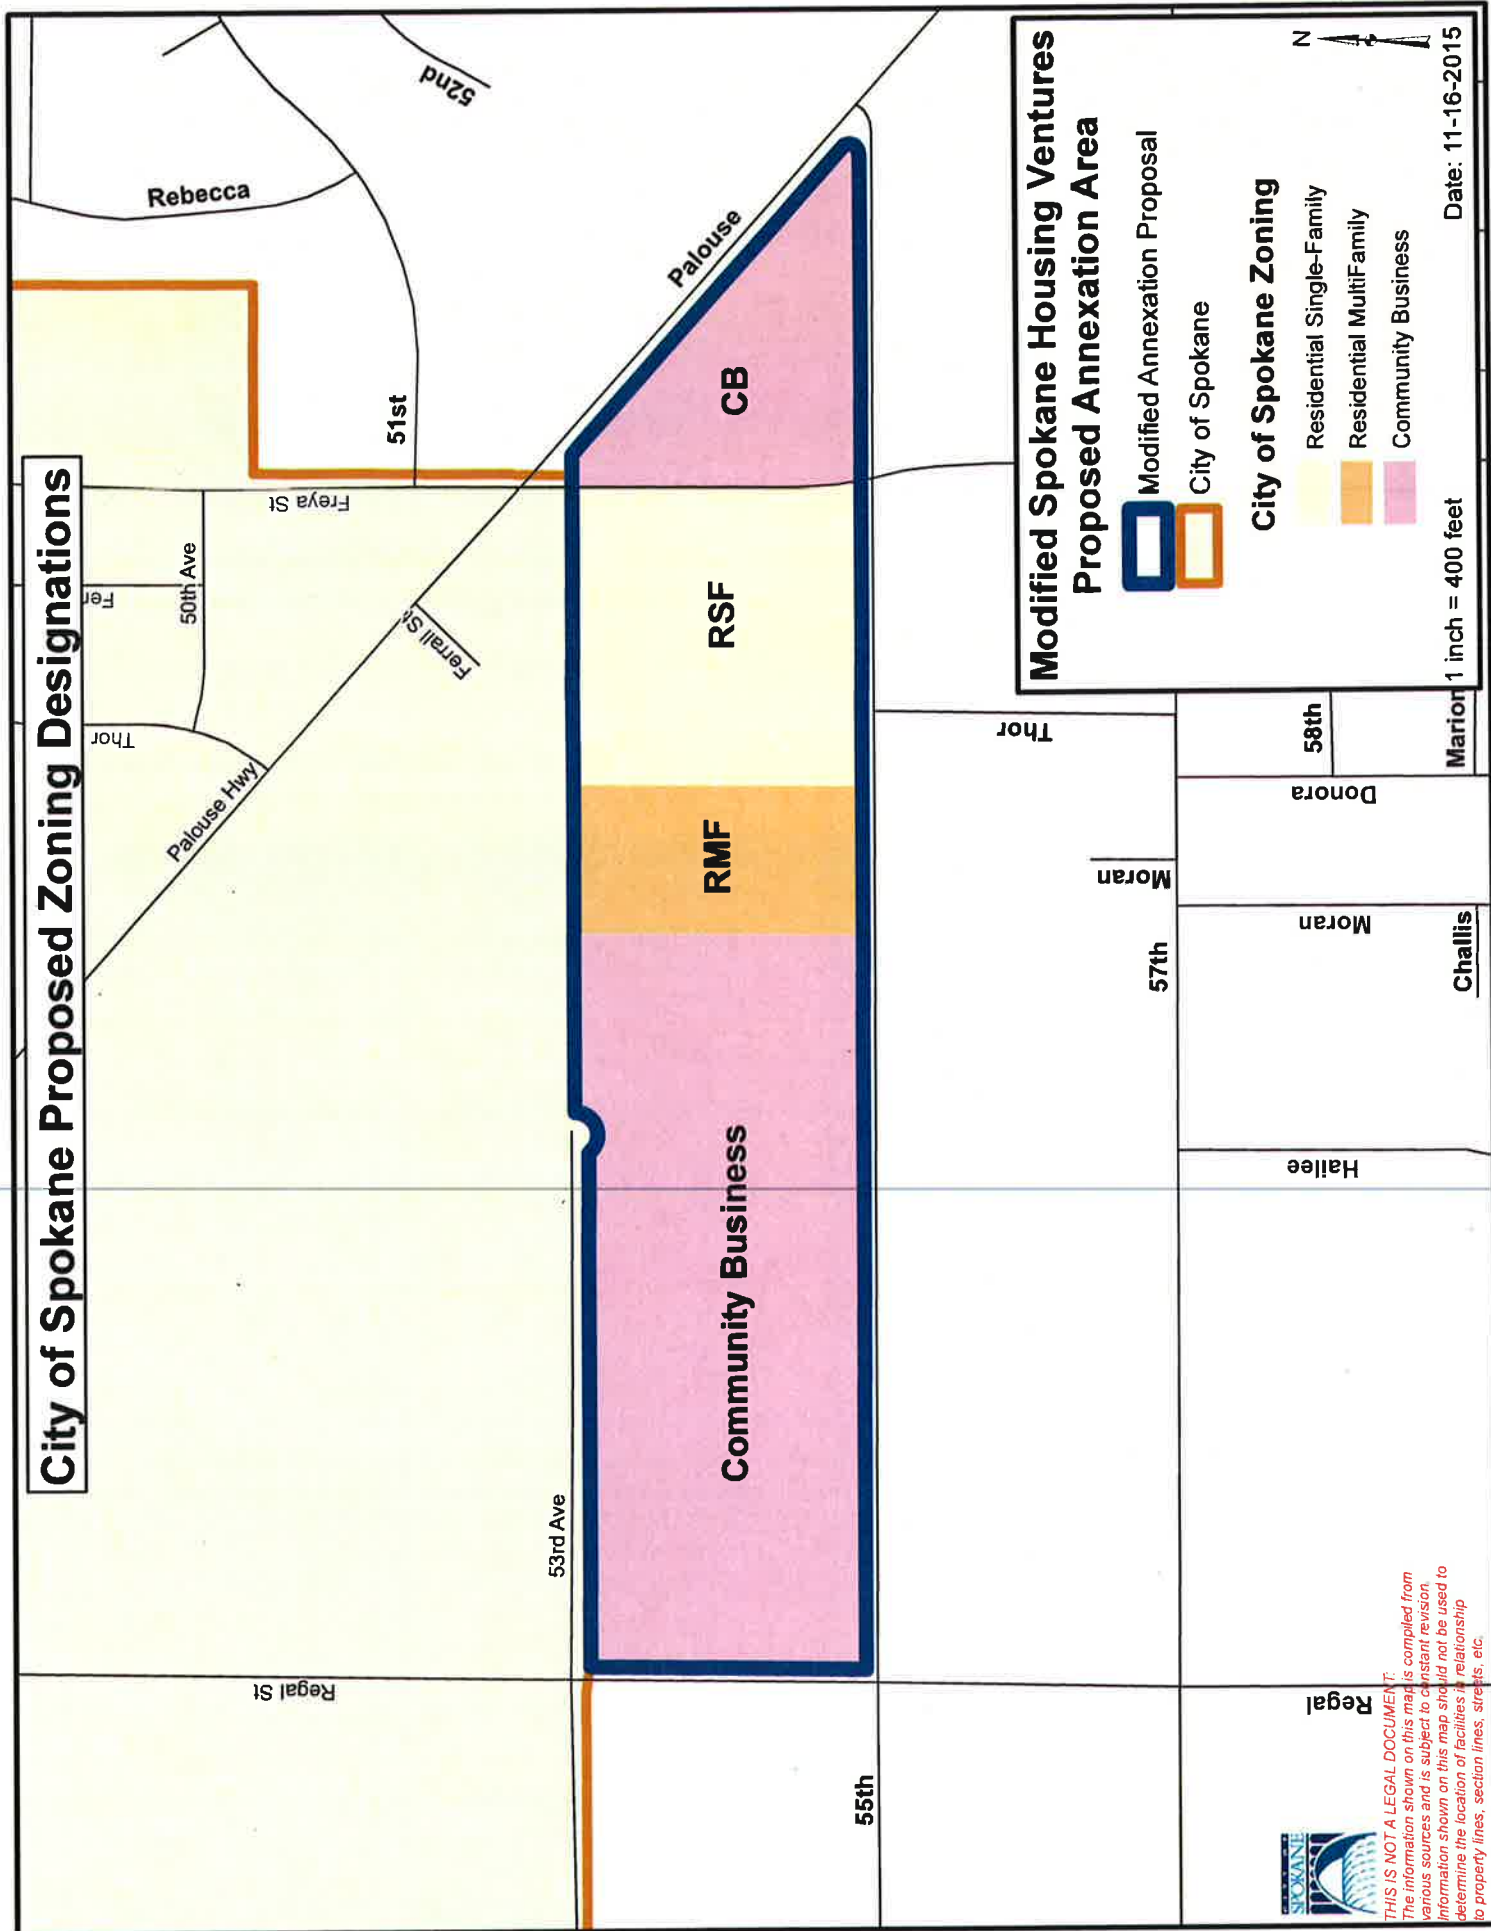 City of Spokane Proposed Zoning Designations
Rebecca
52nd
51st
Freya St
Fer
50th Ave
Thor
Palouse Hwy
Ferrall St
Palouse
53rd Ave
Regal St
Community Business
RMF
RSF
CB
55th
Thor
Moran
57th
58th
Donora
Marion
Moran
Challis
Hailee
Regal
Modified Spokane Housing Ventures
Proposed Annexation Area
Modified Annexation Proposal
City of Spokane
City of Spokane Zoning
Residential Single-Family
Residential MultiFamily
Community Business
N
1 inch = 400 feet
Date: 11-16-2015
SPOKANE
THIS IS NOT A LEGAL DOCUMENT:
The information shown on this map is compiled from
various sources and is subject to constant revision.
Information shown on this map should not be used to
determine the location of facilities in relationship
to property lines, section lines, streets, etc.